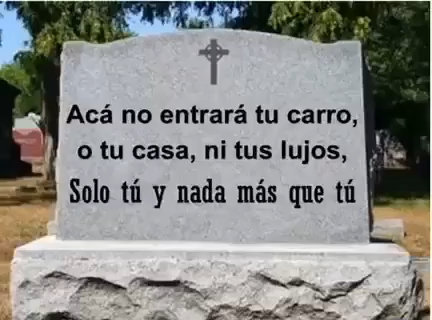 Acá no entrará tu carro,
o tu casa, ni tus lujos,
Solo tú y nada más que tú